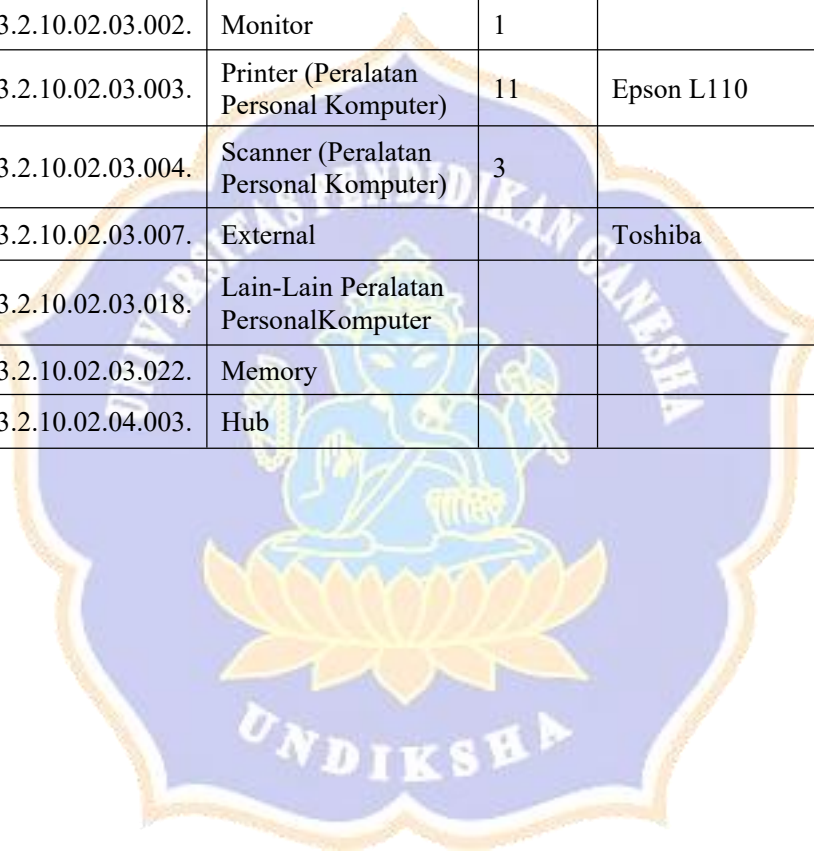 3.2.10.02.03.002. Monitor 1
3.2.10.02.03.003. Printer (Peralatan Personal Komputer) 11 Epson L110
3.2.10.02.03.004. Scanner (Peralatan Personal Komputer) 3
3.2.10.02.03.007. External Toshiba
3.2.10.02.03.018. Lain-Lain Peralatan PersonalKomputer
3.2.10.02.03.022. Memory
3.2.10.02.04.003. Hub
UNIVERSITAS PENDIDIKAN GANESHA
UNDIKSHA